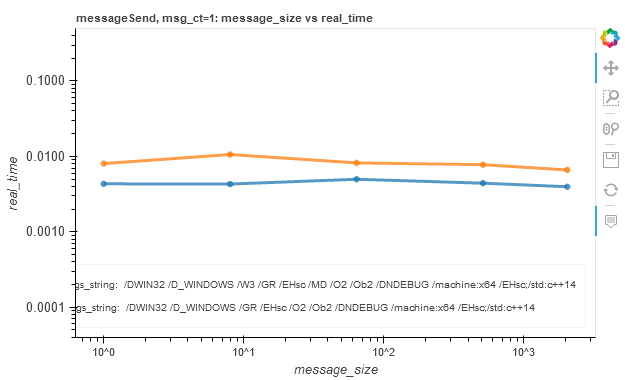 messageSend, msg_ct=1: message_size vs real_time
0.1000
0.0100
0.0010
0.0001
real_time
gs_string: /DWIN32 /D_WINDOWS /W3 /GR /EHsc /MD /O2 /Ob2 /DNDEBUG /machine:x64 /EHsc;/std:c++14
gs_string: /DWIN32 /D_WINDOWS /GR /EHsc /O2 /Ob2 /DNDEBUG /machine:x64 /EHsc;/std:c++14
10^0 10^1 10^2 10^3
message_size